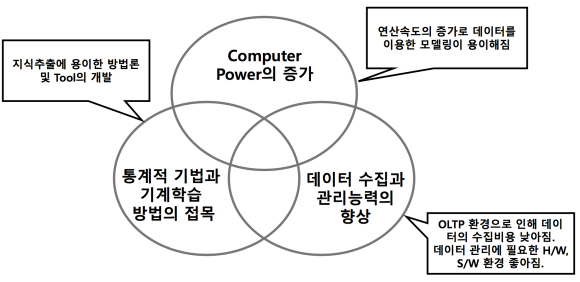 연산속도의 증가로 데이터를
이용한 모델링이 용이해짐
지식추출에 용이한 방법론
및 Tool의 개발
Computer
Power의 증가
통계적 기법과
기계학습
방법의 접목
데이터 수집과
관리능력의
향상
OLTP 환경으로 인해 데이
터의 수집비용 낮아짐.
데이터 관리에 필요한 H/W,
S/W 환경 좋아짐.